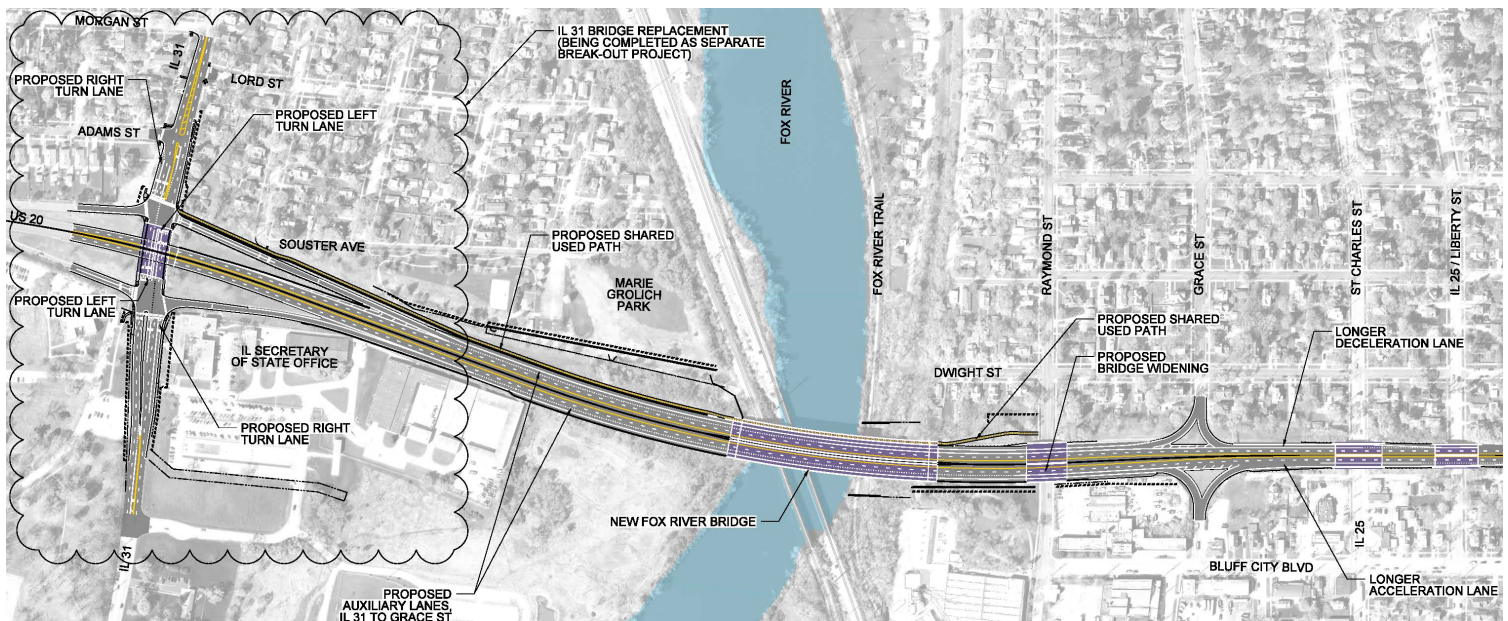 MORGAN ST
IL 31
IL 31 BRIDGE REPLACEMENT
(BEING COMPLETED AS SEPARATE
BREAK-OUT PROJECT)
PROPOSED RIGHT
TURN LANE
LORD ST
PROPOSED LEFT
TURN LANE
ADAMS ST
FOX RIVER
US 20
SOUSTER AVE
PROPOSED SHARED
USED PATH
MARIE
GROLICH
PARK
FOX RIVER TRAIL
RAYMOND ST
GRACE ST
ST CHARLES ST
IL 25 / LIBERTY ST
PROPOSED LEFT
TURN LANE
IL SECRETARY
OF STATE OFFICE
PROPOSED SHARED
USED PATH
LONGER
DECELERATION LANE
PROPOSED
BRIDGE WIDENING
DWIGHT ST
PROPOSED RIGHT
TURN LANE
NEW FOX RIVER BRIDGE
IL 25
BLUFF CITY BLVD
IL 31
PROPOSED
AUXILIARY LANES,
IL 31 TO GRACE ST
LONGER
ACCELERATION LANE